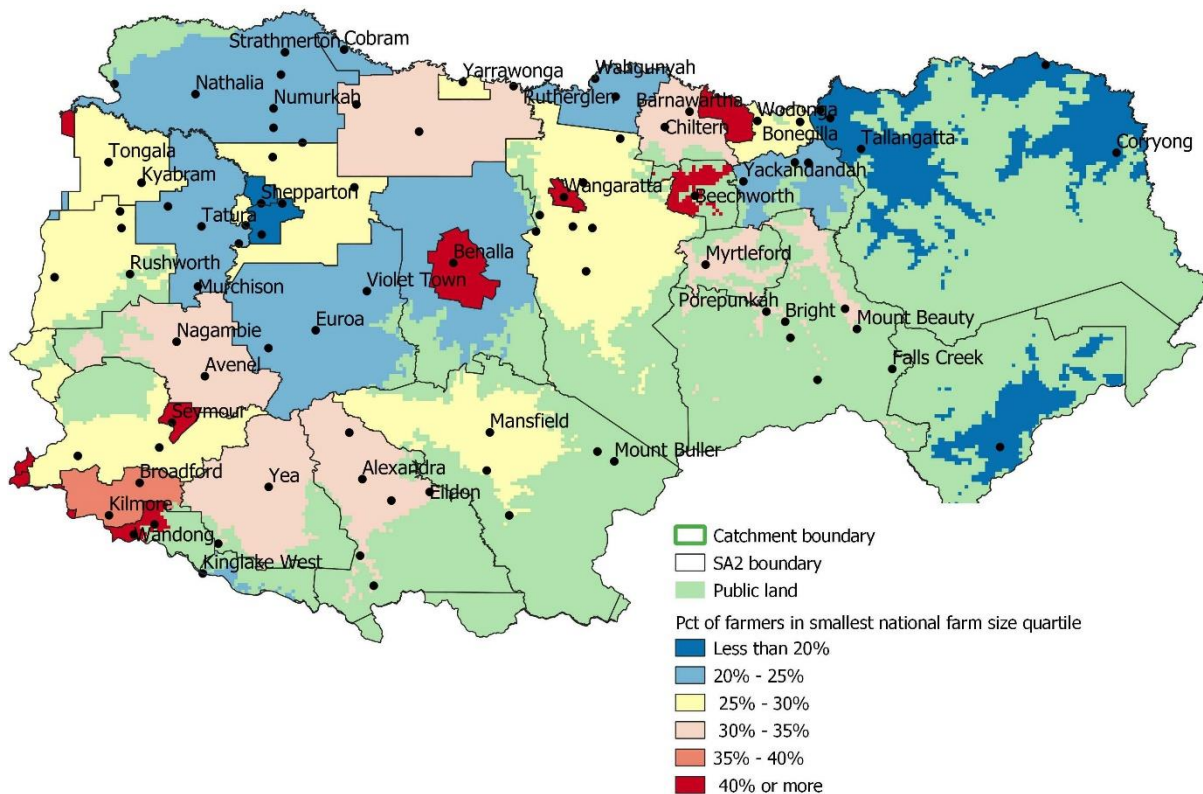 Strathmerton
Cobram
Nathalia
Numurkah
Yarrawonga
Wahgunyah
Rutherglen
Barnawartha
Chiltern
Wodonga
Bonegilla
Tallangatta
Corryong
Tongala
Kyabram
Shepparton
Tatura
Wangaratta
Beechworth
Yackandandah
Rushworth
Murchison
Violet Town
Benalla
Myrtleford
Euroa
Nagambie
Avenel
Porepunkah
Bright
Mount Beauty
Falls Creek
Seymour
Mansfield
Mount Buller
Broadford
Yea
Alexandra
Eildon
Kilmore
Wandong
Kinglake West
Catchment boundary
SA2 boundary
Public land
Pct of farmers in smallest national farm size quartile
Less than 20%
20% - 25%
25% - 30%
30% - 35%
35% - 40%
40% or more